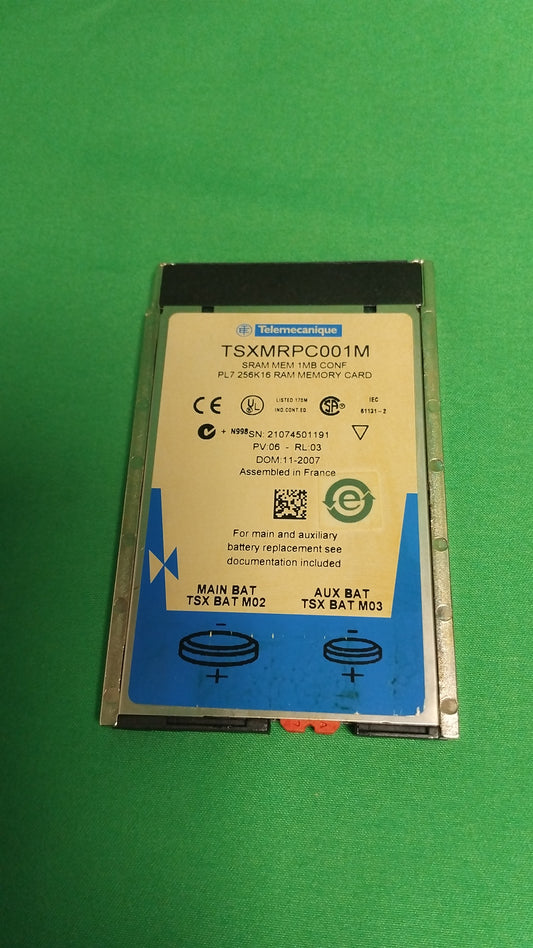 Telemecanique
TSXMRPC001M
SRAM MEM 1MB CONF
PL7 256K16 RAM MEMORY CARD
CE
UL
LISTED 170M
IND.CONT.EQ
SA
IEC
61131-2
+ N998
SN: 21074501191
PV:06 - RL:03
DOM:11-2007
Assembled in France
e
For main and auxiliary
battery replacement see
documentation included
MAIN BAT
TSX BAT M02
AUX BAT
TSX BAT M03
-
-
+
+